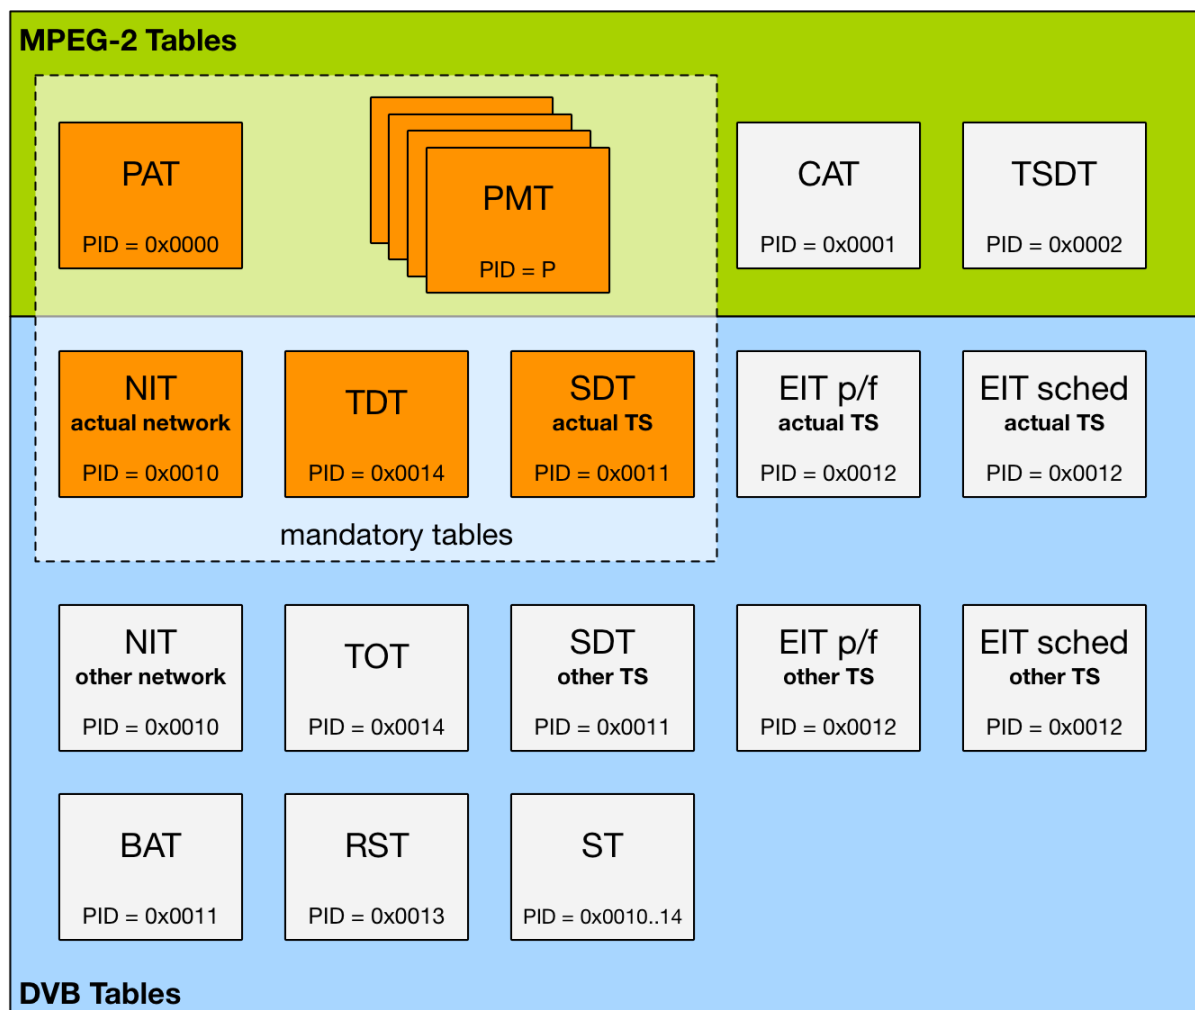 MPEG-2 Tables
PAT
PID = 0x0000
PMT
PID = P
CAT
PID = 0x0001
TSDT
PID = 0x0002
NIT
actual network
PID = 0x0010
TDT
PID = 0x0014
SDT
actual TS
PID = 0x0011
EIT p/f
actual TS
PID = 0x0012
EIT sched
actual TS
PID = 0x0012
mandatory tables
NIT
other network
PID = 0x0010
TOT
PID = 0x0014
SDT
other TS
PID = 0x0011
EIT p/f
other TS
PID = 0x0012
EIT sched
other TS
PID = 0x0012
BAT
PID = 0x0011
RST
PID = 0x0013
ST
PID = 0x0010..14
DVB Tables